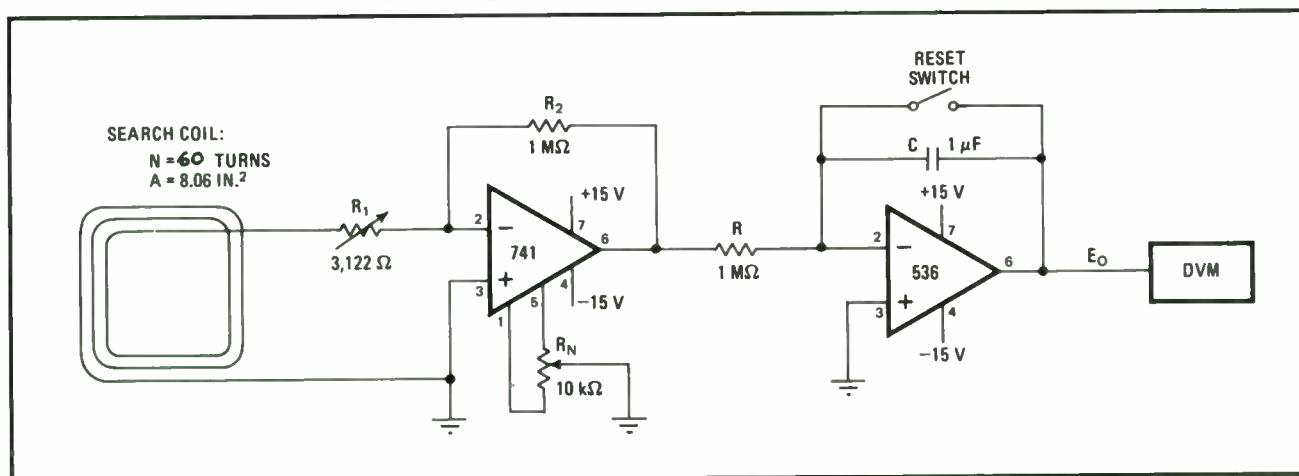 SEARCH COIL:
N = 60 TURNS
A = 8.06 IN.²
R₁
3,122 Ω
R₂
1 MΩ
+15 V
2
−
7
741
6
3
+
4
5
1
−15 V
R_N
10 kΩ
R
1 MΩ
RESET
SWITCH
C
1 μF
+15 V
2
−
7
536
6
3
+
4
−15 V
E_O
DVM